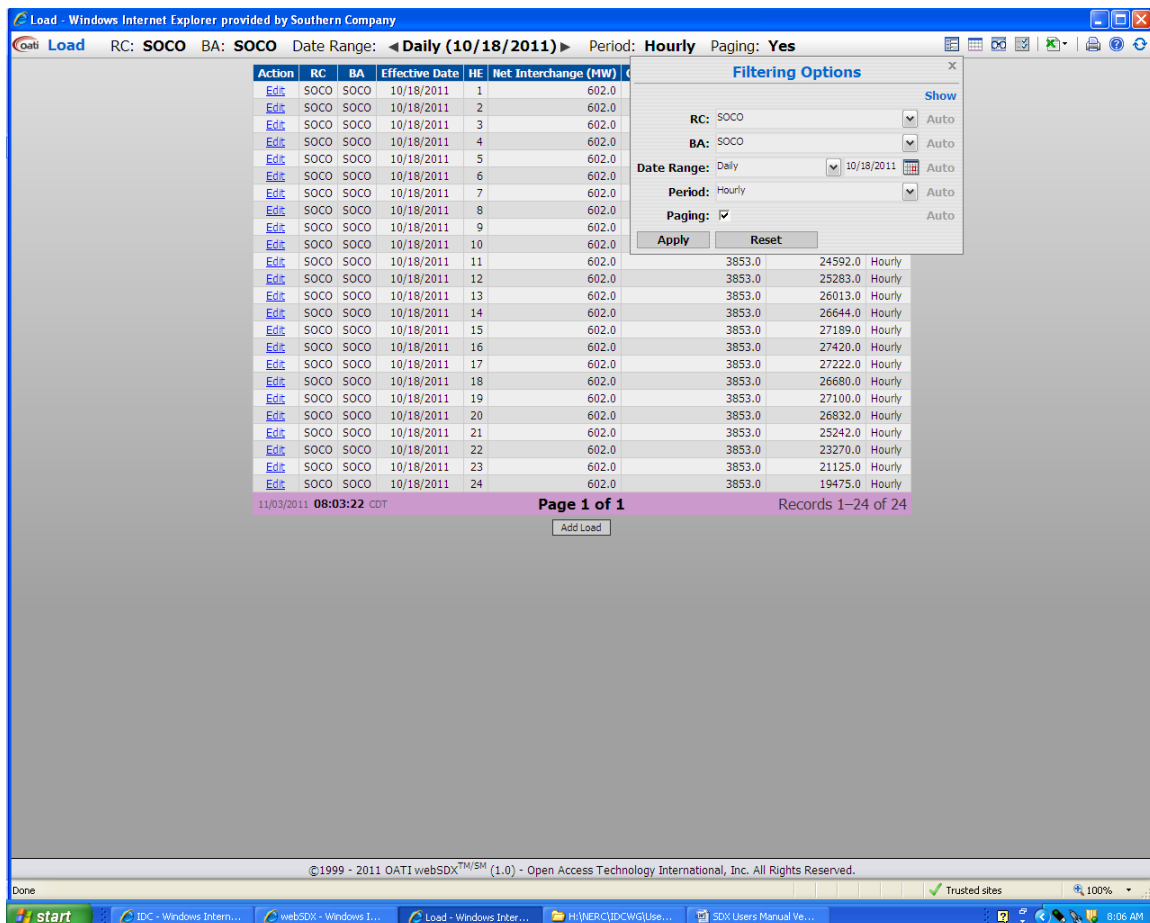 Load - Windows Internet Explorer provided by Southern Company
Oati Load RC: SOCO BA: SOCO Date Range: ◄Daily (10/18/2011)► Period: Hourly Paging: Yes
Action RC BA Effective Date HE Net Interchange (MW)
Edit SOCO SOCO 10/18/2011 1 602.0
Edit SOCO SOCO 10/18/2011 2 602.0
Edit SOCO SOCO 10/18/2011 3 602.0
Edit SOCO SOCO 10/18/2011 4 602.0
Edit SOCO SOCO 10/18/2011 5 602.0
Edit SOCO SOCO 10/18/2011 6 602.0
Edit SOCO SOCO 10/18/2011 7 602.0
Edit SOCO SOCO 10/18/2011 8 602.0
Edit SOCO SOCO 10/18/2011 9 602.0
Edit SOCO SOCO 10/18/2011 10 602.0
Edit SOCO SOCO 10/18/2011 11 602.0 3853.0 24592.0 Hourly
Edit SOCO SOCO 10/18/2011 12 602.0 3853.0 25283.0 Hourly
Edit SOCO SOCO 10/18/2011 13 602.0 3853.0 26013.0 Hourly
Edit SOCO SOCO 10/18/2011 14 602.0 3853.0 26644.0 Hourly
Edit SOCO SOCO 10/18/2011 15 602.0 3853.0 27189.0 Hourly
Edit SOCO SOCO 10/18/2011 16 602.0 3853.0 27420.0 Hourly
Edit SOCO SOCO 10/18/2011 17 602.0 3853.0 27222.0 Hourly
Edit SOCO SOCO 10/18/2011 18 602.0 3853.0 26680.0 Hourly
Edit SOCO SOCO 10/18/2011 19 602.0 3853.0 27100.0 Hourly
Edit SOCO SOCO 10/18/2011 20 602.0 3853.0 26832.0 Hourly
Edit SOCO SOCO 10/18/2011 21 602.0 3853.0 25242.0 Hourly
Edit SOCO SOCO 10/18/2011 22 602.0 3853.0 23270.0 Hourly
Edit SOCO SOCO 10/18/2011 23 602.0 3853.0 21125.0 Hourly
Edit SOCO SOCO 10/18/2011 24 602.0 3853.0 19475.0 Hourly
11/03/2011 08:03:22 CDT Page 1 of 1 Records 1–24 of 24
Add Load
Filtering Options x
Show
RC: SOCO Auto
BA: SOCO Auto
Date Range: Daily 10/18/2011 Auto
Period: Hourly Auto
Paging: Auto
Apply Reset
©1999 - 2011 OATI webSDX™/SM (1.0) - Open Access Technology International, Inc. All Rights Reserved.
Done Trusted sites 100%
start IDC - Windows Intern... webSDX - Windows I... Load - Windows Inter... H:\NERC\IDCWG\Use... SDX Users Manual Ve... 8:06 AM